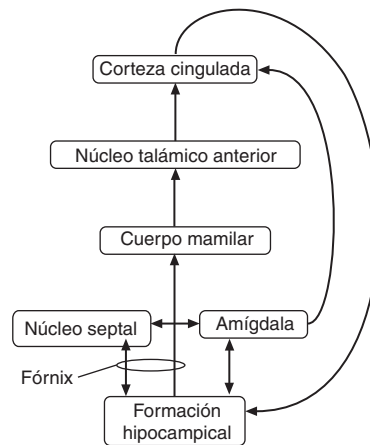 Corteza cingulada
Núcleo talámico anterior
Cuerpo mamilar
Núcleo septal
Amígdala
Fórnix
Formación
hipocampical